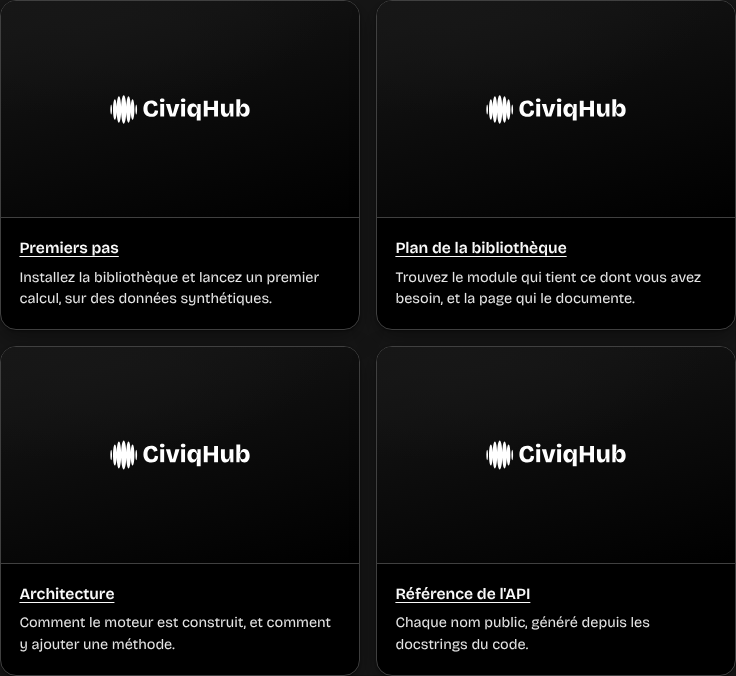 CiviqHub
Premiers pas
Installez la bibliothèque et lancez un premier
calcul, sur des données synthétiques.
CiviqHub
Plan de la bibliothèque
Trouvez le module qui tient ce dont vous avez
besoin, et la page qui le documente.
CiviqHub
Architecture
Comment le moteur est construit, et comment
y ajouter une méthode.
CiviqHub
Référence de l'API
Chaque nom public, généré depuis les
docstrings du code.